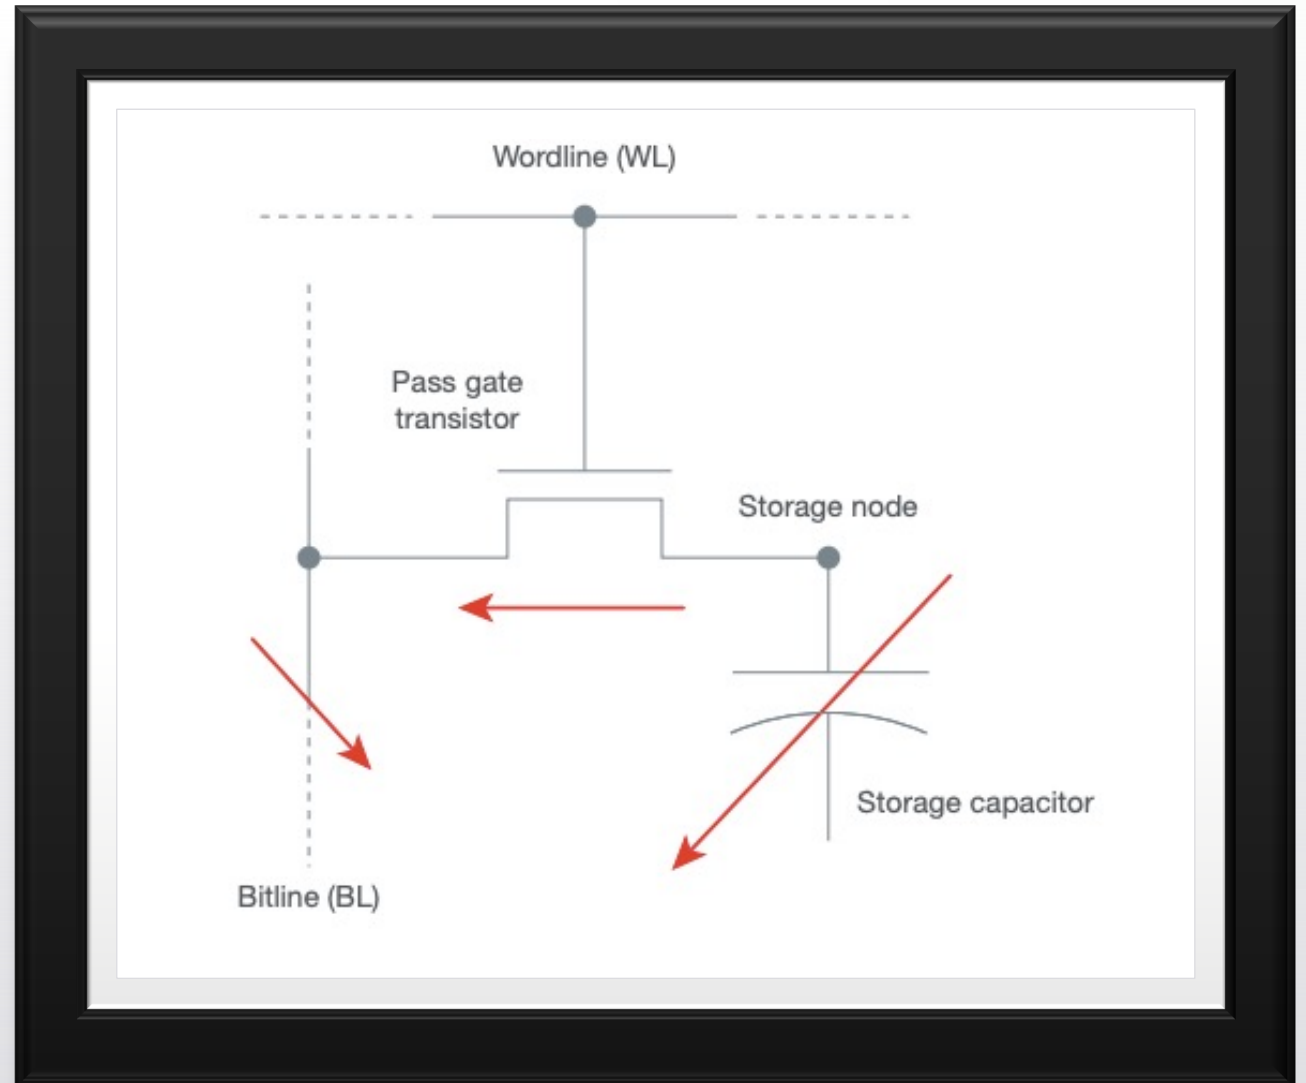 Wordline (WL)
Pass gate
transistor
Storage node
Storage capacitor
Bitline (BL)